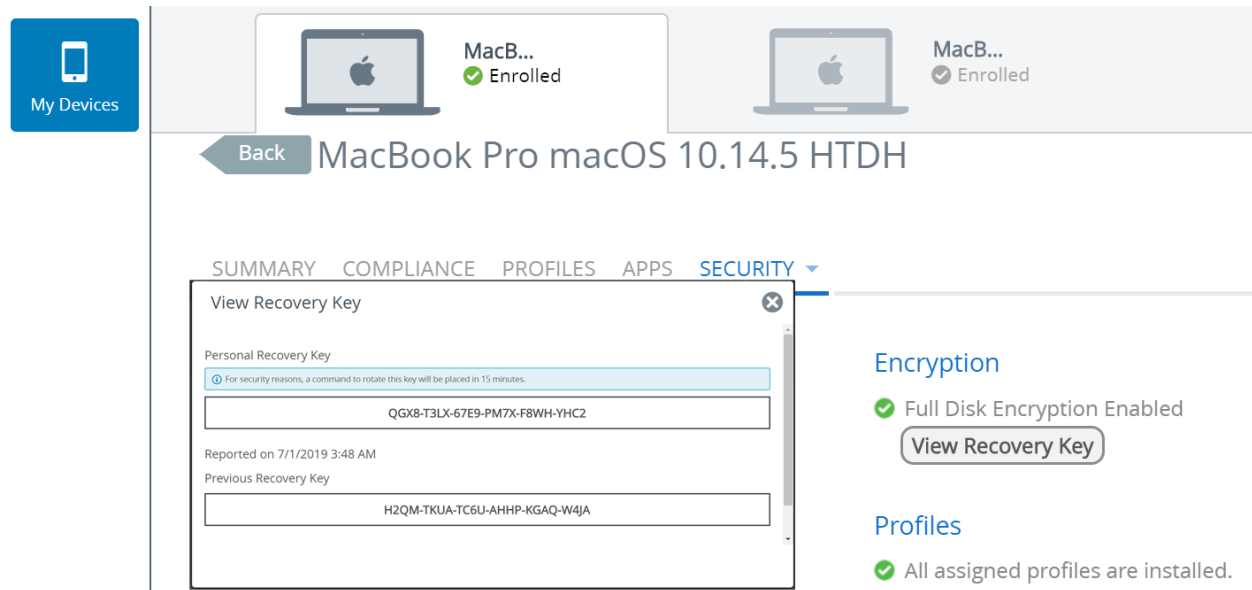 My Devices
MacB...
Enrolled
MacB...
Enrolled
Back
MacBook Pro macOS 10.14.5 HTDH
SUMMARY COMPLIANCE PROFILES APPS SECURITY
View Recovery Key
Personal Recovery Key
For security reasons, a command to rotate this key will be placed in 15 minutes.
QGX8-T3LX-67E9-PM7X-F8WH-YHC2
Reported on 7/1/2019 3:48 AM
Previous Recovery Key
H2QM-TKUA-TC6U-AHHP-KGAQ-W4JA
Encryption
Full Disk Encryption Enabled
View Recovery Key
Profiles
All assigned profiles are installed.